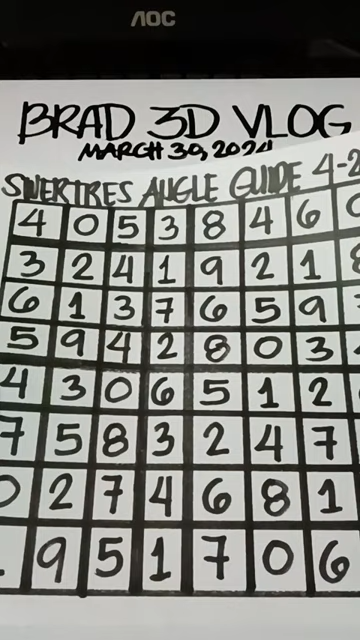 AOC
BRAD 3D VLOG
MARCH 30, 2024
SWERTRES ANGLE GUIDE 4-2
4 0 5 3 8 4 6
3 2 4 1 9 2 1
6 1 3 7 6 5 9
5 9 4 2 8 0 3
4 3 0 6 5 1 2
7 5 8 3 2 4 7
0 2 7 4 6 8 1
9 5 1 7 0 6